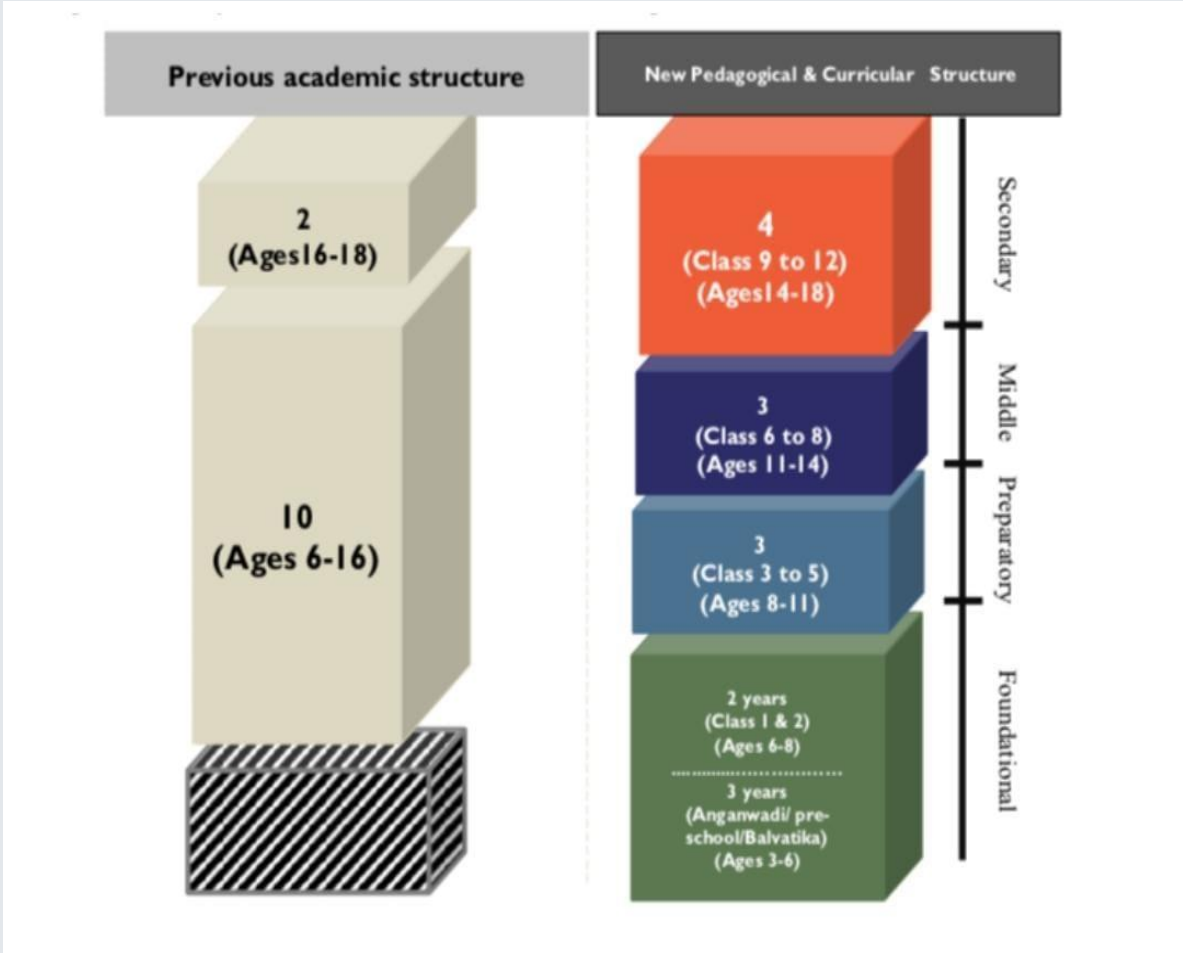 Previous academic structure
2
(Ages16-18)
10
(Ages 6-16)
New Pedagogical & Curricular Structure
4
(Class 9 to 12)
(Ages14-18)
3
(Class 6 to 8)
(Ages 11-14)
3
(Class 3 to 5)
(Ages 8-11)
2 years
(Class 1 & 2)
(Ages 6-8)
3 years
(Anganwadi/ pre-
school/Balvatika)
(Ages 3-6)
Secondary
Middle
Preparatory
Foundational